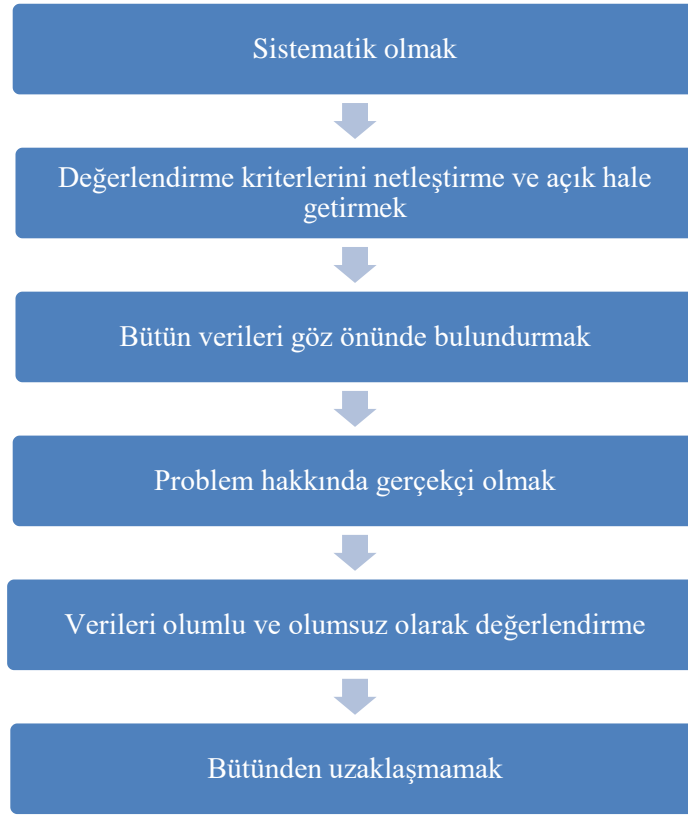 Sistematik olmak
Değerlendirme kriterlerini netleştirme ve açık hale
getirmek
Bütün verileri göz önünde bulundurmak
Problem hakkında gerçekçi olmak
Verileri olumlu ve olumsuz olarak değerlendirme
Bütünden uzaklaşmamak